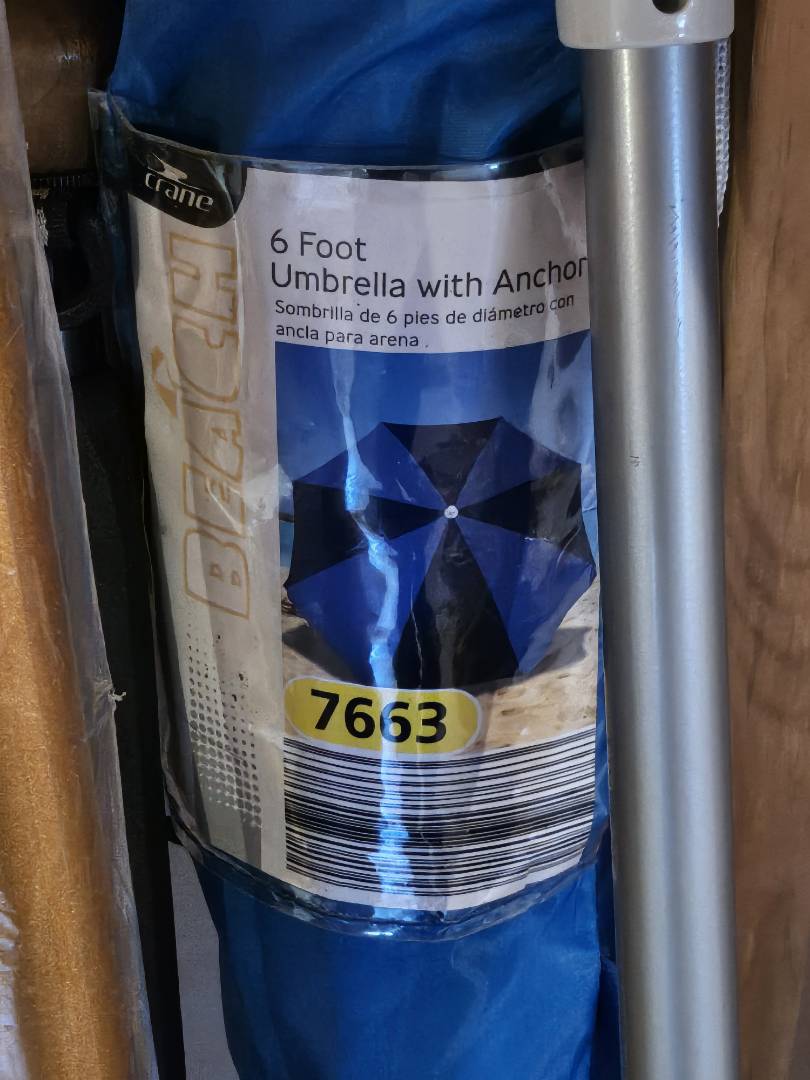 crane
BEACH
6 Foot
Umbrella with Anchor
Sombrilla de 6 pies de diámetro con
ancla para arena
7663